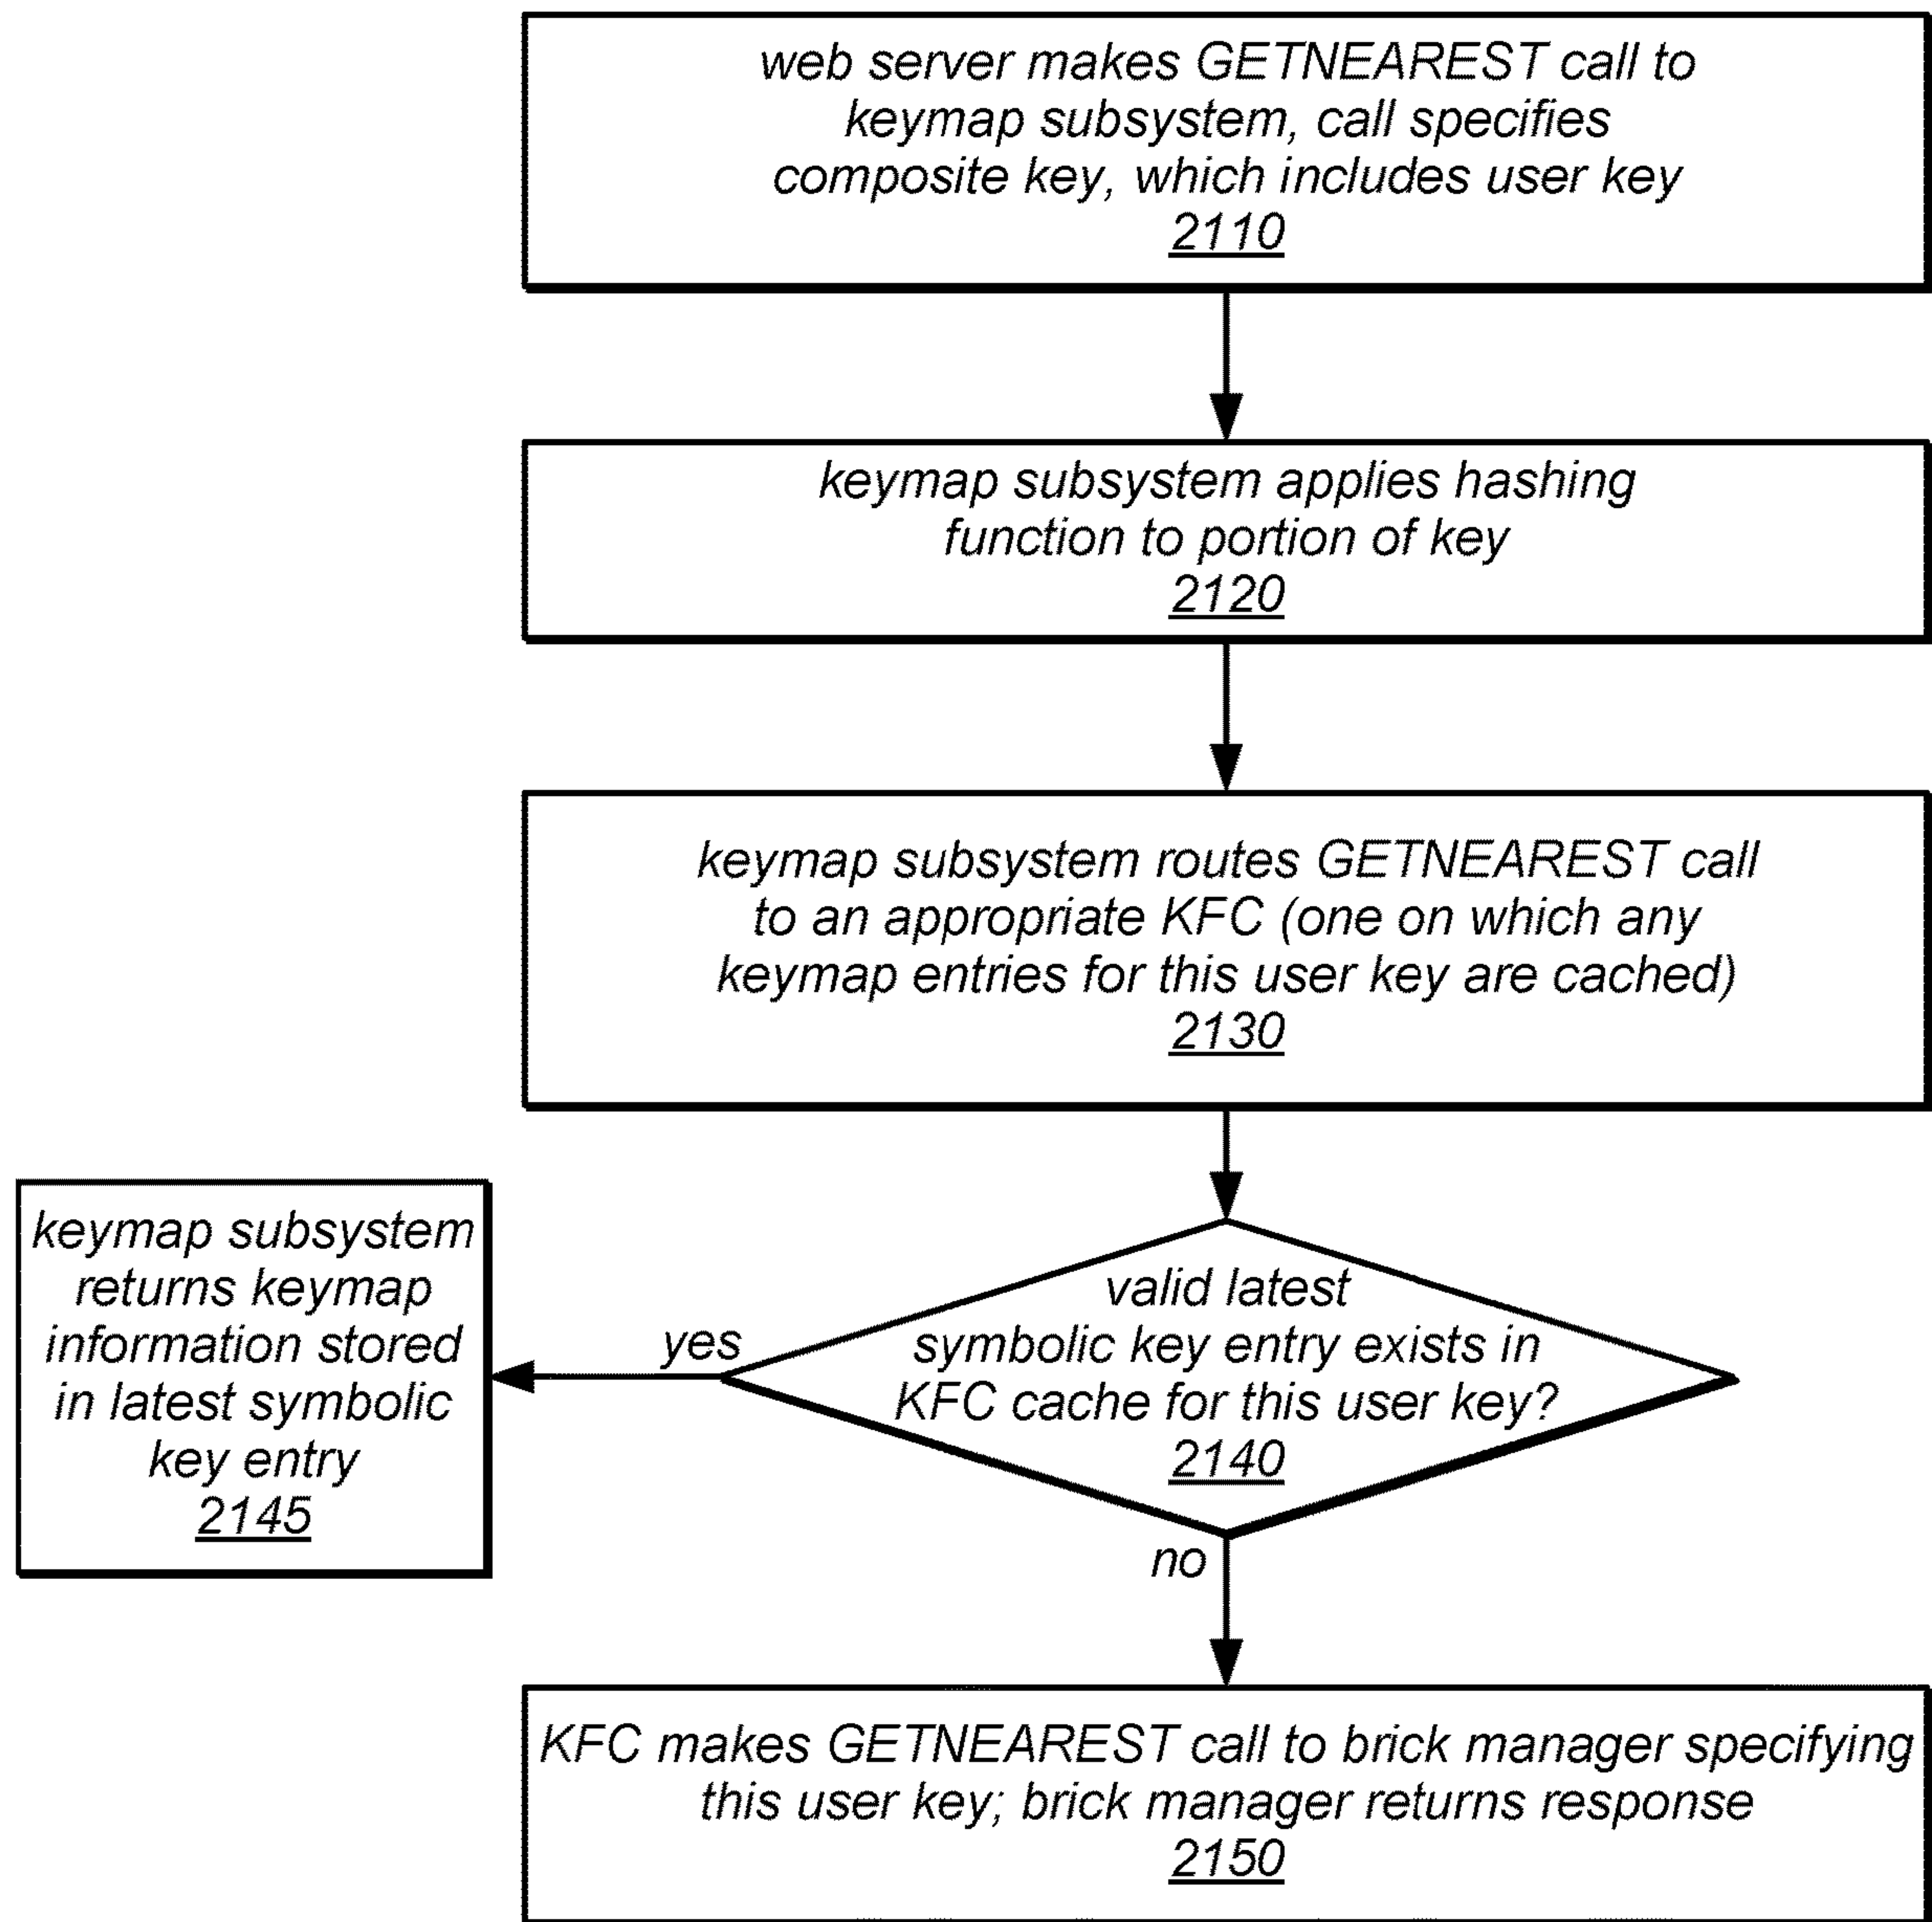 web server makes GETNEAREST call to
keymap subsystem, call specifies
composite key, which includes user key
2110
keymap subsystem applies hashing
function to portion of key
2120
keymap subsystem routes GETNEAREST call
to an appropriate KFC (one on which any
keymap entries for this user key are cached)
2130
valid latest
symbolic key entry exists in
KFC cache for this user key?
2140
yes
keymap subsystem
returns keymap
information stored
in latest symbolic
key entry
2145
no
KFC makes GETNEAREST call to brick manager specifying
this user key; brick manager returns response
2150